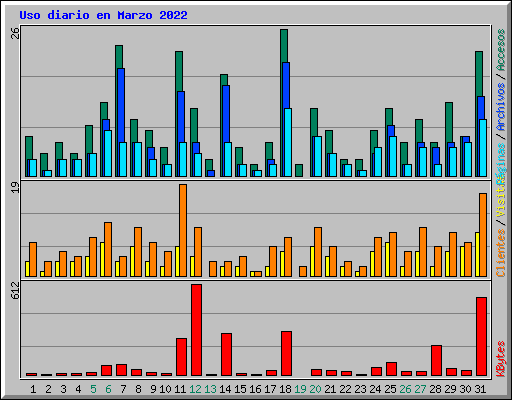 Uso diario en Marzo 2022
26
19
612
Accesos
/
Archivos
/
Páginas
Visitas
/
Clientes
KBytes
1 2 3 4 5 6 7 8 9 10 11 12 13 14 15 16 17 18 19 20 21 22 23 24 25 26 27 28 29 30 31